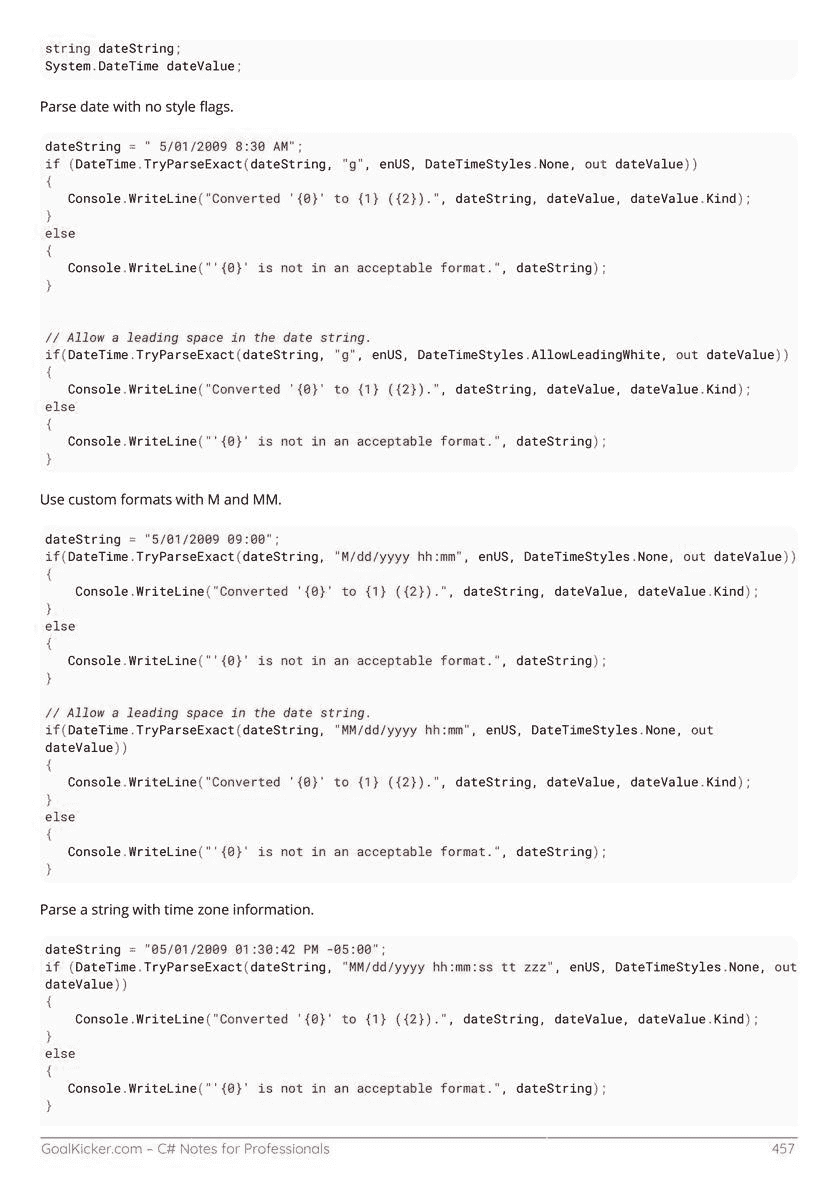 string dateString;
System.DateTime dateValue;
Parse date with no style flags.
dateString = " 5/01/2009 8:30 AM";
if (DateTime.TryParseExact(dateString, "g", enUS, DateTimeStyles.None, out dateValue))
{
   Console.WriteLine("Converted '{0}' to {1} ({2}).", dateString, dateValue, dateValue.Kind);
}
else
{
   Console.WriteLine("'{0}' is not in an acceptable format.", dateString);
}
// Allow a leading space in the date string.
if(DateTime.TryParseExact(dateString, "g", enUS, DateTimeStyles.AllowLeadingWhite, out dateValue))
{
   Console.WriteLine("Converted '{0}' to {1} ({2}).", dateString, dateValue, dateValue.Kind);
else
{
   Console.WriteLine("'{0}' is not in an acceptable format.", dateString);
}
Use custom formats with M and MM.
dateString = "5/01/2009 09:00";
if(DateTime.TryParseExact(dateString, "M/dd/yyyy hh:mm", enUS, DateTimeStyles.None, out dateValue))
{
    Console.WriteLine("Converted '{0}' to {1} ({2}).", dateString, dateValue, dateValue.Kind);
}
else
{
   Console.WriteLine("'{0}' is not in an acceptable format.", dateString);
}
// Allow a leading space in the date string.
if(DateTime.TryParseExact(dateString, "MM/dd/yyyy hh:mm", enUS, DateTimeStyles.None, out
dateValue))
{
   Console.WriteLine("Converted '{0}' to {1} ({2}).", dateString, dateValue, dateValue.Kind);
}
else
{
   Console.WriteLine("'{0}' is not in an acceptable format.", dateString);
}
Parse a string with time zone information.
dateString = "05/01/2009 01:30:42 PM -05:00";
if (DateTime.TryParseExact(dateString, "MM/dd/yyyy hh:mm:ss tt zzz", enUS, DateTimeStyles.None, out
dateValue))
{
    Console.WriteLine("Converted '{0}' to {1} ({2}).", dateString, dateValue, dateValue.Kind);
}
else
{
   Console.WriteLine("'{0}' is not in an acceptable format.", dateString);
}
GoalKicker.com – C# Notes for Professionals 457